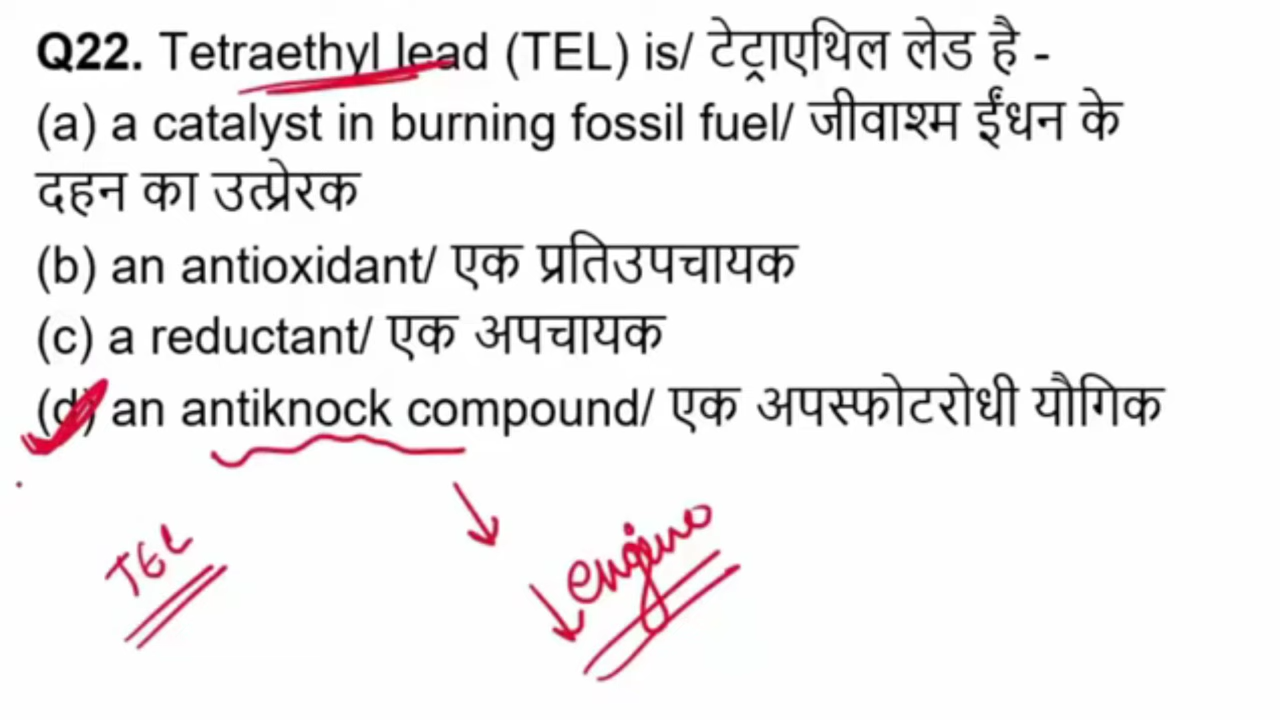 Q22. Tetraethyl lead (TEL) is/ टेट्राएथिल लेड है -
(a) a catalyst in burning fossil fuel/ जीवाश्म ईंधन के
दहन का उत्प्रेरक
(b) an antioxidant/ एक प्रतिउपचायक
(c) a reductant/ एक अपचायक
(d) an antiknock compound/ एक अपस्फोटरोधी यौगिक
TEL
engine